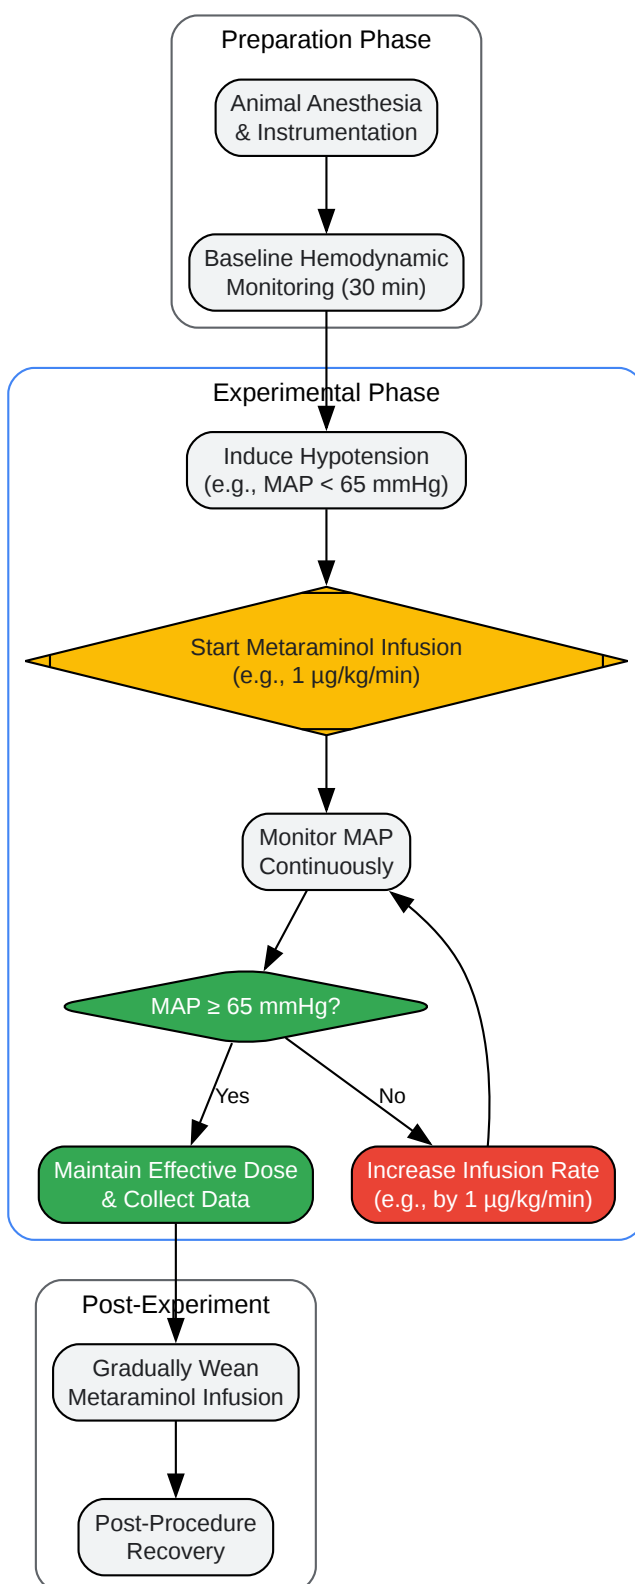 Preparation Phase
Animal Anesthesia
& Instrumentation
Baseline Hemodynamic
Monitoring (30 min)
Experimental Phase
Induce Hypotension
(e.g., MAP < 65 mmHg)
Start Metaraminol Infusion
(e.g., 1 µg/kg/min)
Monitor MAP
Continuously
MAP ≥ 65 mmHg?
Yes
No
Maintain Effective Dose
& Collect Data
Increase Infusion Rate
(e.g., by 1 µg/kg/min)
Post-Experiment
Gradually Wean
Metaraminol Infusion
Post-Procedure
Recovery